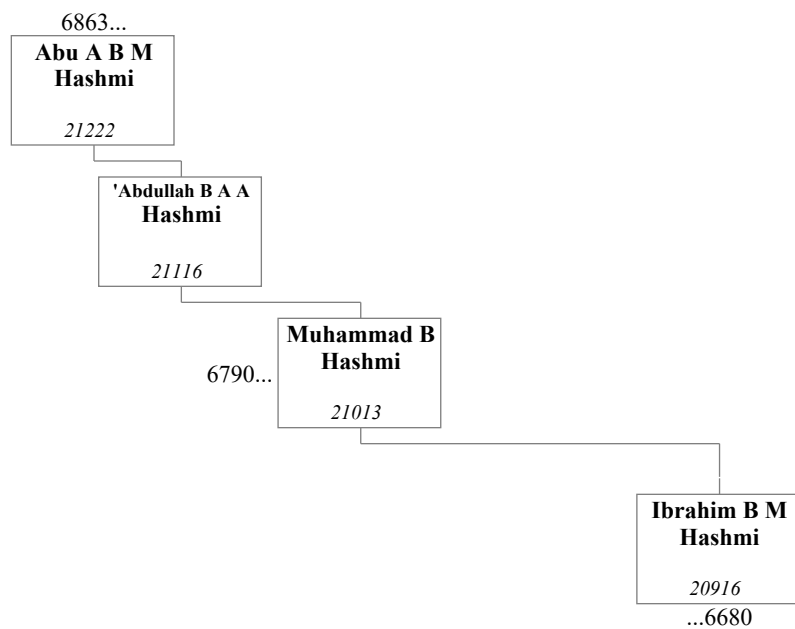 6863...
Abu A B M
Hashmi
21222
'Abdullah B A A
Hashmi
21116
Muhammad B
Hashmi
6790...
21013
Ibrahim B M
Hashmi
20916
...6680